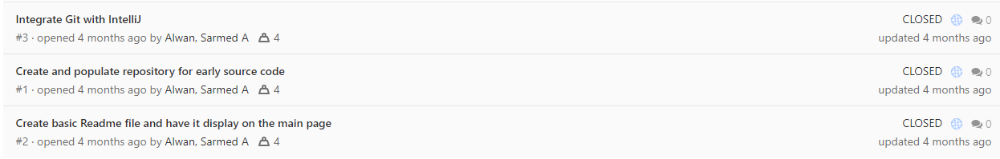 Integrate Git with IntelliJ CLOSED 0
#3 · opened 4 months ago by Alwan, Sarmed A 4 updated 4 months ago
Create and populate repository for early source code CLOSED 0
#1 · opened 4 months ago by Alwan, Sarmed A 4 updated 4 months ago
Create basic Readme file and have it display on the main page CLOSED 0
#2 · opened 4 months ago by Alwan, Sarmed A 4 updated 4 months ago